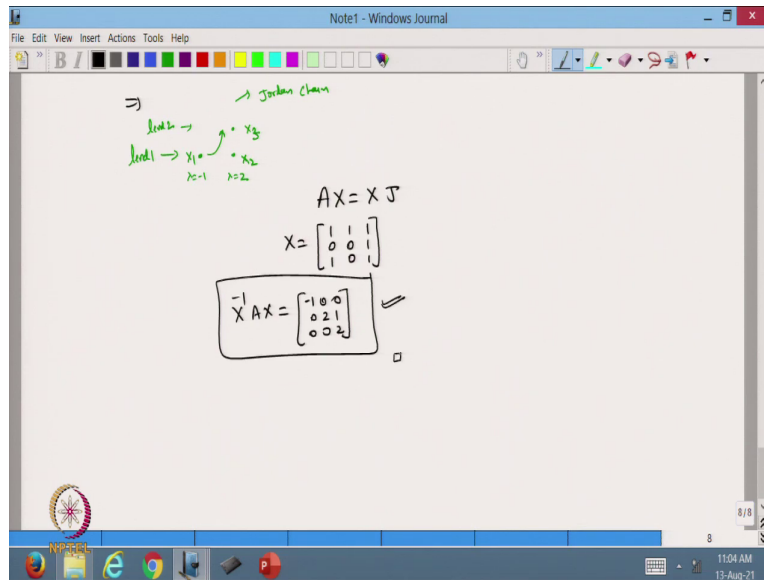 Note1 - Windows Journal
File Edit View Insert Actions Tools Help
⇒ → Jordan Chain
level 2 → • x3
level 1 → x1 • • x2
λ=-1 λ=2
AX = XJ
X = [1 1 1
0 0 1
1 0 1]
X⁻¹AX = [-1 0 0
0 2 1
0 0 2]
8/8
8
NPTEL
11:04 AM
13-Aug-21